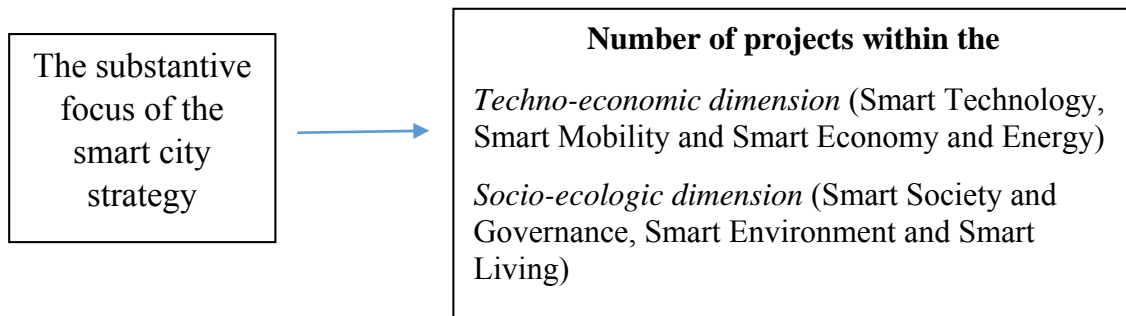 The substantive
focus of the
smart city
strategy
Number of projects within the
Techno-economic dimension (Smart Technology,
Smart Mobility and Smart Economy and Energy)
Socio-ecologic dimension (Smart Society and
Governance, Smart Environment and Smart
Living)